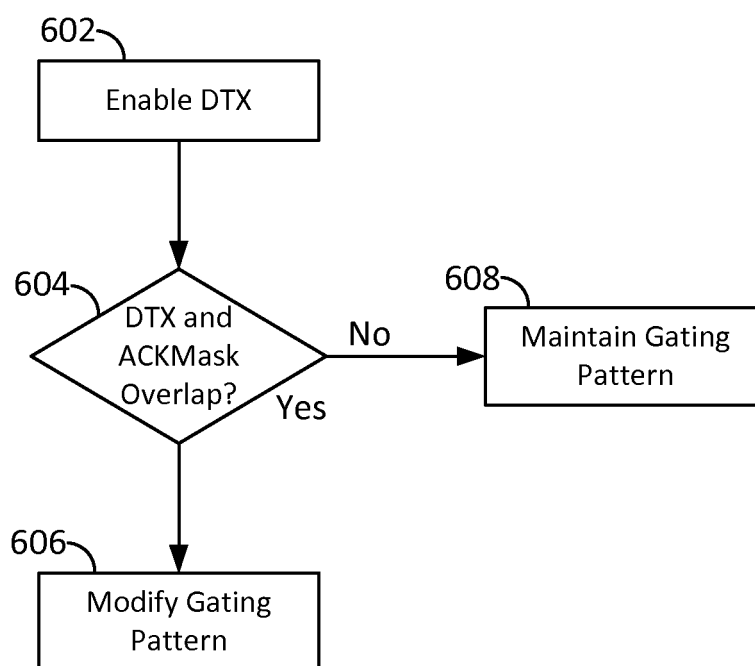 602
Enable DTX
604
DTX and
ACKMask
Overlap?
No
Yes
608
Maintain Gating
Pattern
606
Modify Gating
Pattern